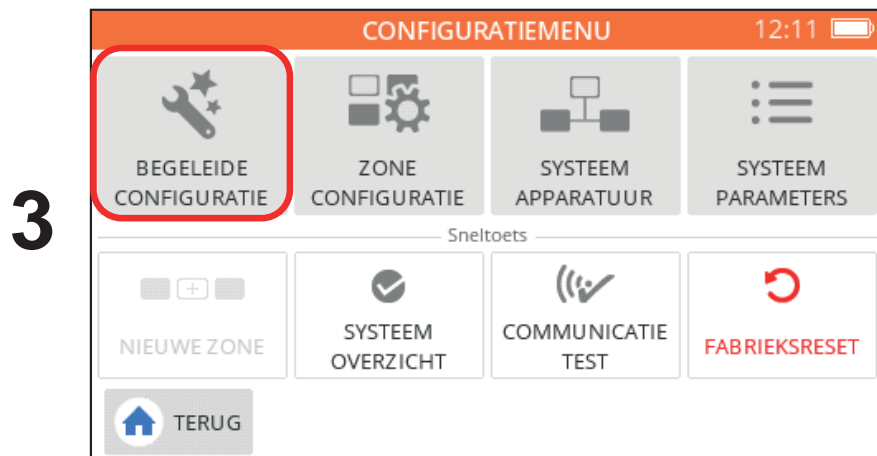 CONFIGURATIEMENU 12:11
BEGELEIDE
CONFIGURATIE
ZONE
CONFIGURATIE
SYSTEEM
APPARATUUR
SYSTEEM
PARAMETERS
3
Sneltoets
NIEUWE ZONE
SYSTEEM
OVERZICHT
COMMUNICATIE
TEST
FABRIEKSRESET
TERUG